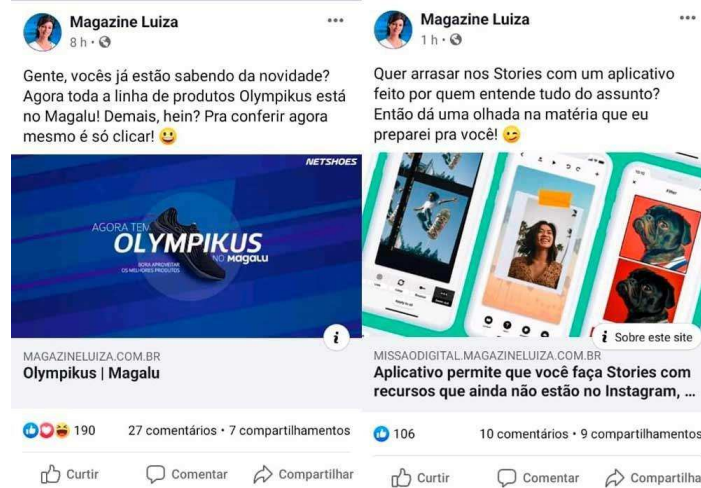 Magazine Luiza
8 h
Gente, vocês já estão sabendo da novidade?
Agora toda a linha de produtos Olympikus está
no Magalu! Demais, hein? Pra conferir agora
mesmo é só clicar! 😀
NETSHOES
AGORA TEM
OLYMPIKUS
NO Magalu
BORA APROVEITAR
OS MELHORES PRODUTOS
i
MAGAZINELUIZA.COM.BR
Olympikus | Magalu
190 27 comentários • 7 compartilhamentos
Curtir Comentar Compartilhar
Magazine Luiza
1 h
Quer arrasar nos Stories com um aplicativo
feito por quem entende tudo do assunto?
Então dá uma olhada na matéria que eu
preparei pra você! 😉
i Sobre este site
MISSAODIGITAL.MAGAZINELUIZA.COM.BR
Aplicativo permite que você faça Stories com
recursos que ainda não estão no Instagram, ...
106 10 comentários • 9 compartilhamentos
Curtir Comentar Compartilha